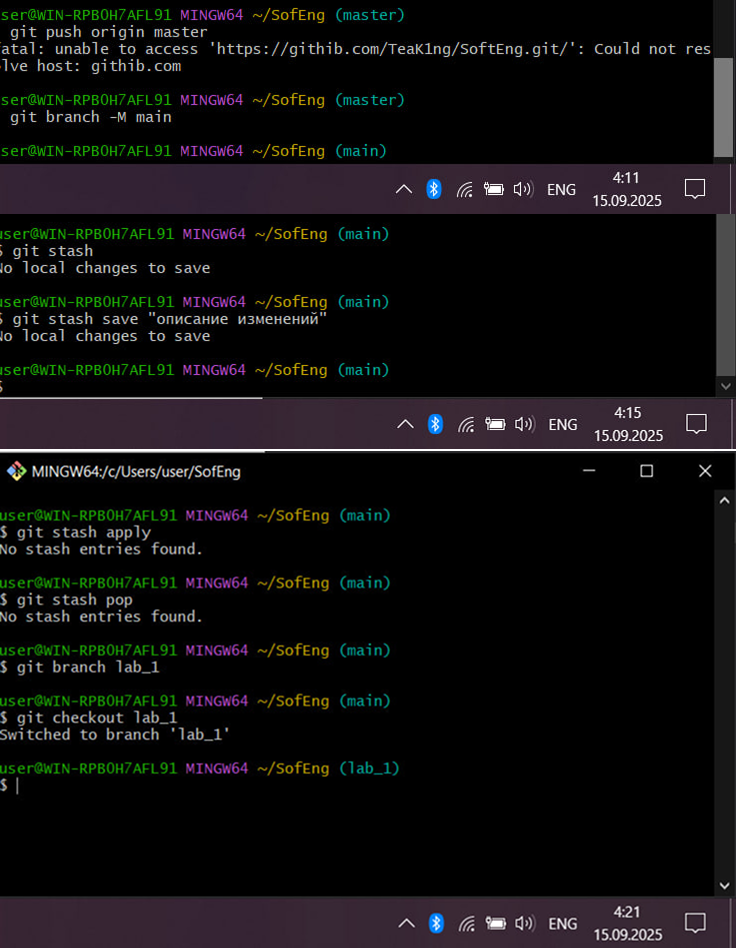 user@WIN-RPB0H7AFL91 MINGW64 ~/SofEng (master)
git push origin master
fatal: unable to access 'https://githib.com/TeaK1ng/SoftEng.git/': Could not res
olve host: githib.com
user@WIN-RPB0H7AFL91 MINGW64 ~/SofEng (master)
git branch -M main
user@WIN-RPB0H7AFL91 MINGW64 ~/SofEng (main)
4:11
ENG
15.09.2025
user@WIN-RPB0H7AFL91 MINGW64 ~/SofEng (main)
$ git stash
No local changes to save
user@WIN-RPB0H7AFL91 MINGW64 ~/SofEng (main)
$ git stash save "описание изменений"
No local changes to save
user@WIN-RPB0H7AFL91 MINGW64 ~/SofEng (main)
$
4:15
ENG
15.09.2025
MINGW64:/c/Users/user/SofEng
user@WIN-RPB0H7AFL91 MINGW64 ~/SofEng (main)
$ git stash apply
No stash entries found.
user@WIN-RPB0H7AFL91 MINGW64 ~/SofEng (main)
$ git stash pop
No stash entries found.
user@WIN-RPB0H7AFL91 MINGW64 ~/SofEng (main)
$ git branch lab_1
user@WIN-RPB0H7AFL91 MINGW64 ~/SofEng (main)
$ git checkout lab_1
Switched to branch 'lab_1'
user@WIN-RPB0H7AFL91 MINGW64 ~/SofEng (lab_1)
$
4:21
ENG
15.09.2025